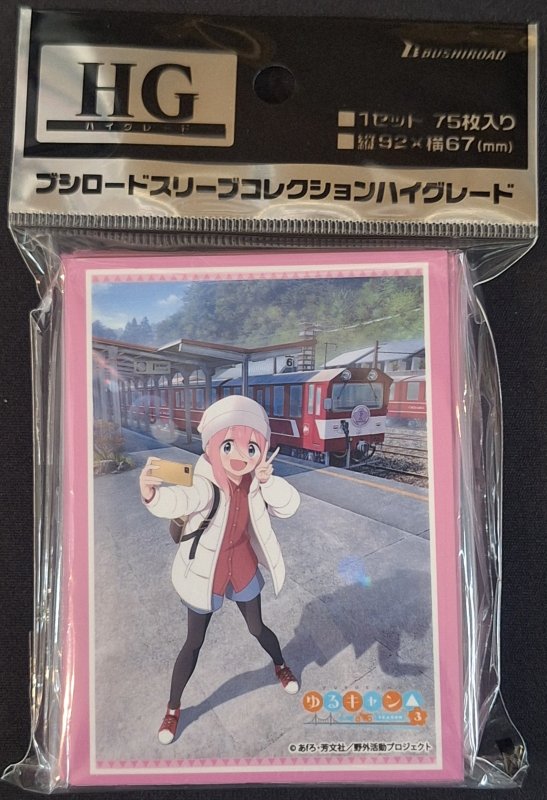 HG
ハイグレード
BUSHIROAD
■1セット 75枚入り
■縦92×横67(mm)
ブシロードスリーブコレクションハイグレード
6
ゆるキャン△
SEASON 3
©あfろ・芳文社／野外活動プロジェクト